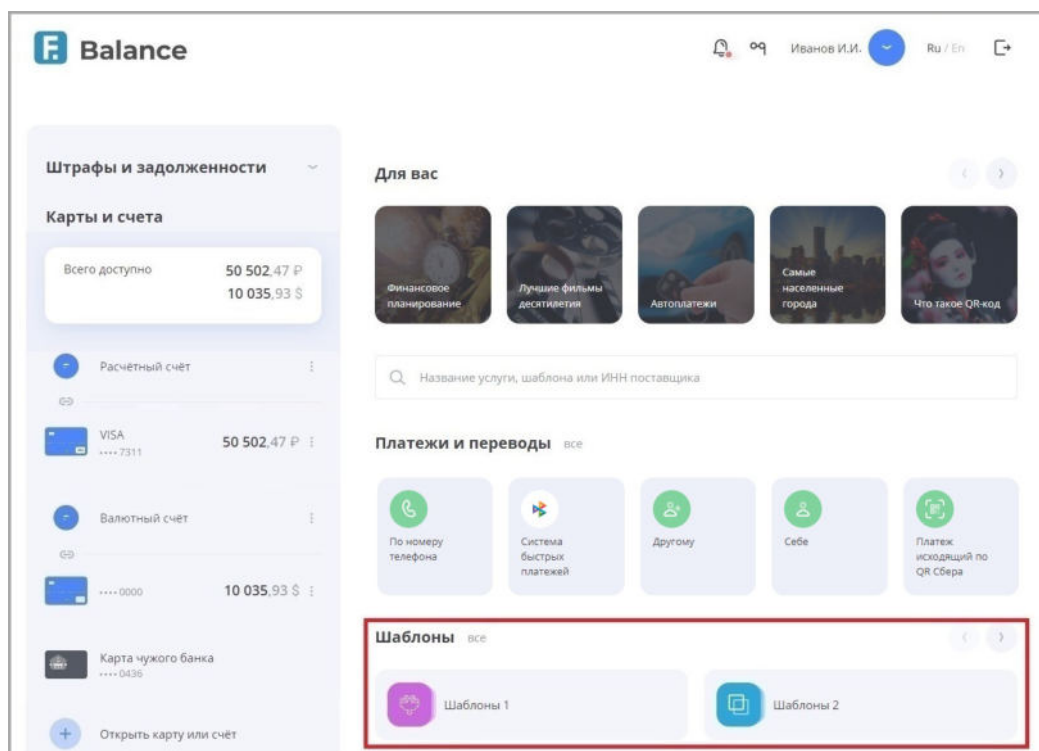 F. Balance
Иванов И.И.
Ru / En
Штрафы и задолженности
Карты и счета
Всего доступно
50 502,47 ₽
10 035,93 $
Расчётный счёт
VISA
•••• 7311
50 502,47 ₽
Валютный счёт
•••• 0000
10 035,93 $
Карта чужого банка
•••• 0436
Открыть карту или счёт
Для вас
Финансовое
планирование
Лучшие фильмы
десятилетия
Автоплатежи
Самые
населенные
города
Что такое QR-код
Название услуги, шаблона или ИНН поставщика
Платежи и переводы все
По номеру
телефона
Система
быстрых
платежей
Другому
Себе
Платеж
исходящий по
QR Сбера
Шаблоны все
Шаблоны 1
Шаблоны 2